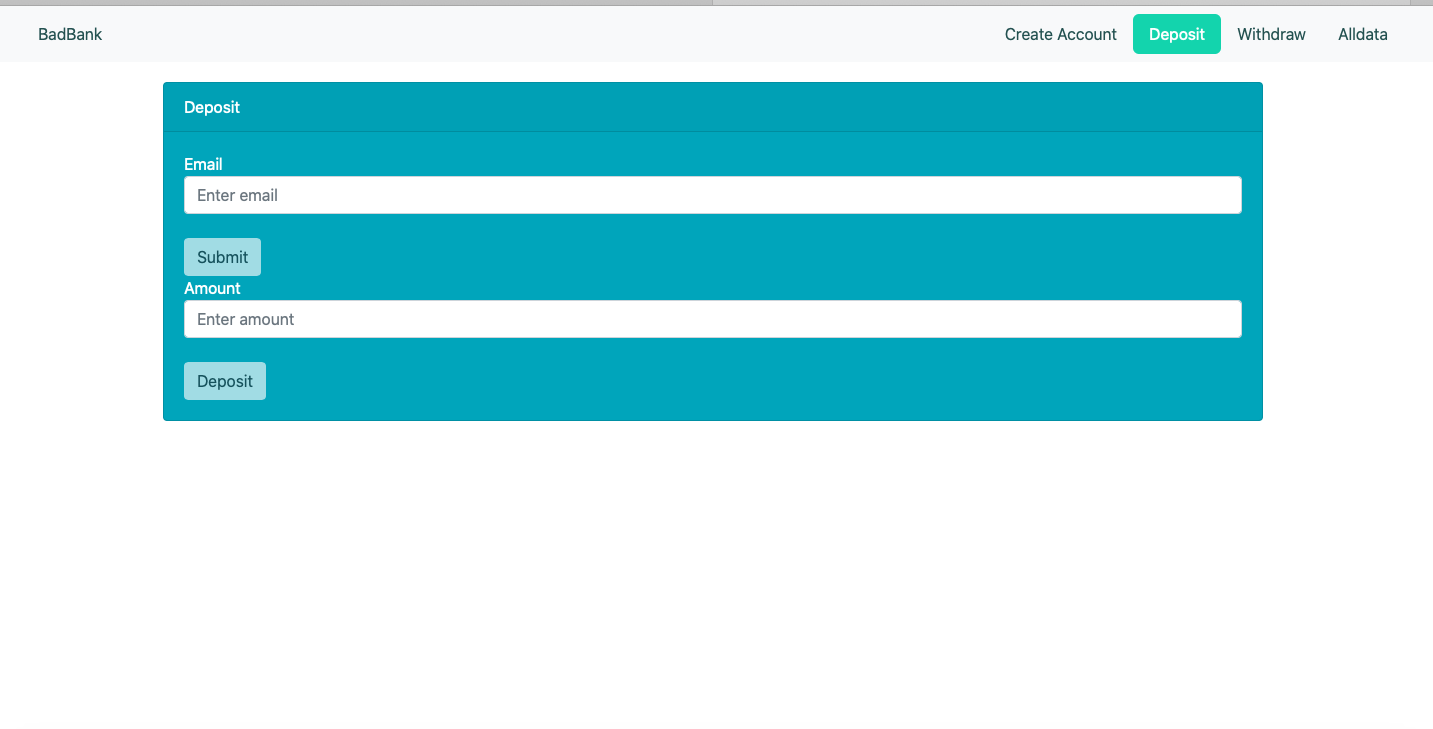 BadBank Create Account Deposit Withdraw Alldata
Deposit
Email
Enter email
Submit
Amount
Enter amount
Deposit